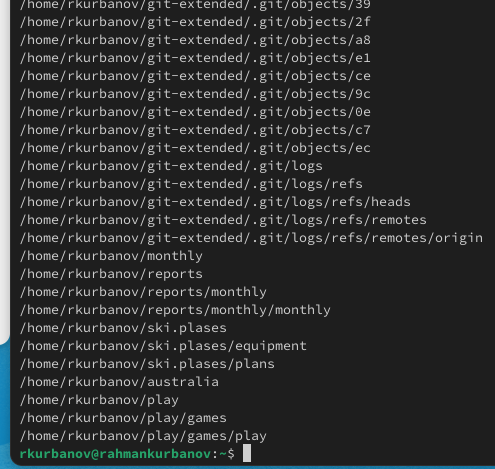 /home/rkurbanov/git-extended/.git/objects/39
/home/rkurbanov/git-extended/.git/objects/2f
/home/rkurbanov/git-extended/.git/objects/a8
/home/rkurbanov/git-extended/.git/objects/e1
/home/rkurbanov/git-extended/.git/objects/ce
/home/rkurbanov/git-extended/.git/objects/9c
/home/rkurbanov/git-extended/.git/objects/0e
/home/rkurbanov/git-extended/.git/objects/c7
/home/rkurbanov/git-extended/.git/objects/ec
/home/rkurbanov/git-extended/.git/logs
/home/rkurbanov/git-extended/.git/logs/refs
/home/rkurbanov/git-extended/.git/logs/refs/heads
/home/rkurbanov/git-extended/.git/logs/refs/remotes
/home/rkurbanov/git-extended/.git/logs/refs/remotes/origin
/home/rkurbanov/monthly
/home/rkurbanov/reports
/home/rkurbanov/reports/monthly
/home/rkurbanov/reports/monthly/monthly
/home/rkurbanov/ski.plases
/home/rkurbanov/ski.plases/equipment
/home/rkurbanov/ski.plases/plans
/home/rkurbanov/australia
/home/rkurbanov/play
/home/rkurbanov/play/games
/home/rkurbanov/play/games/play
rkurbanov@rahmankurbanov:~$